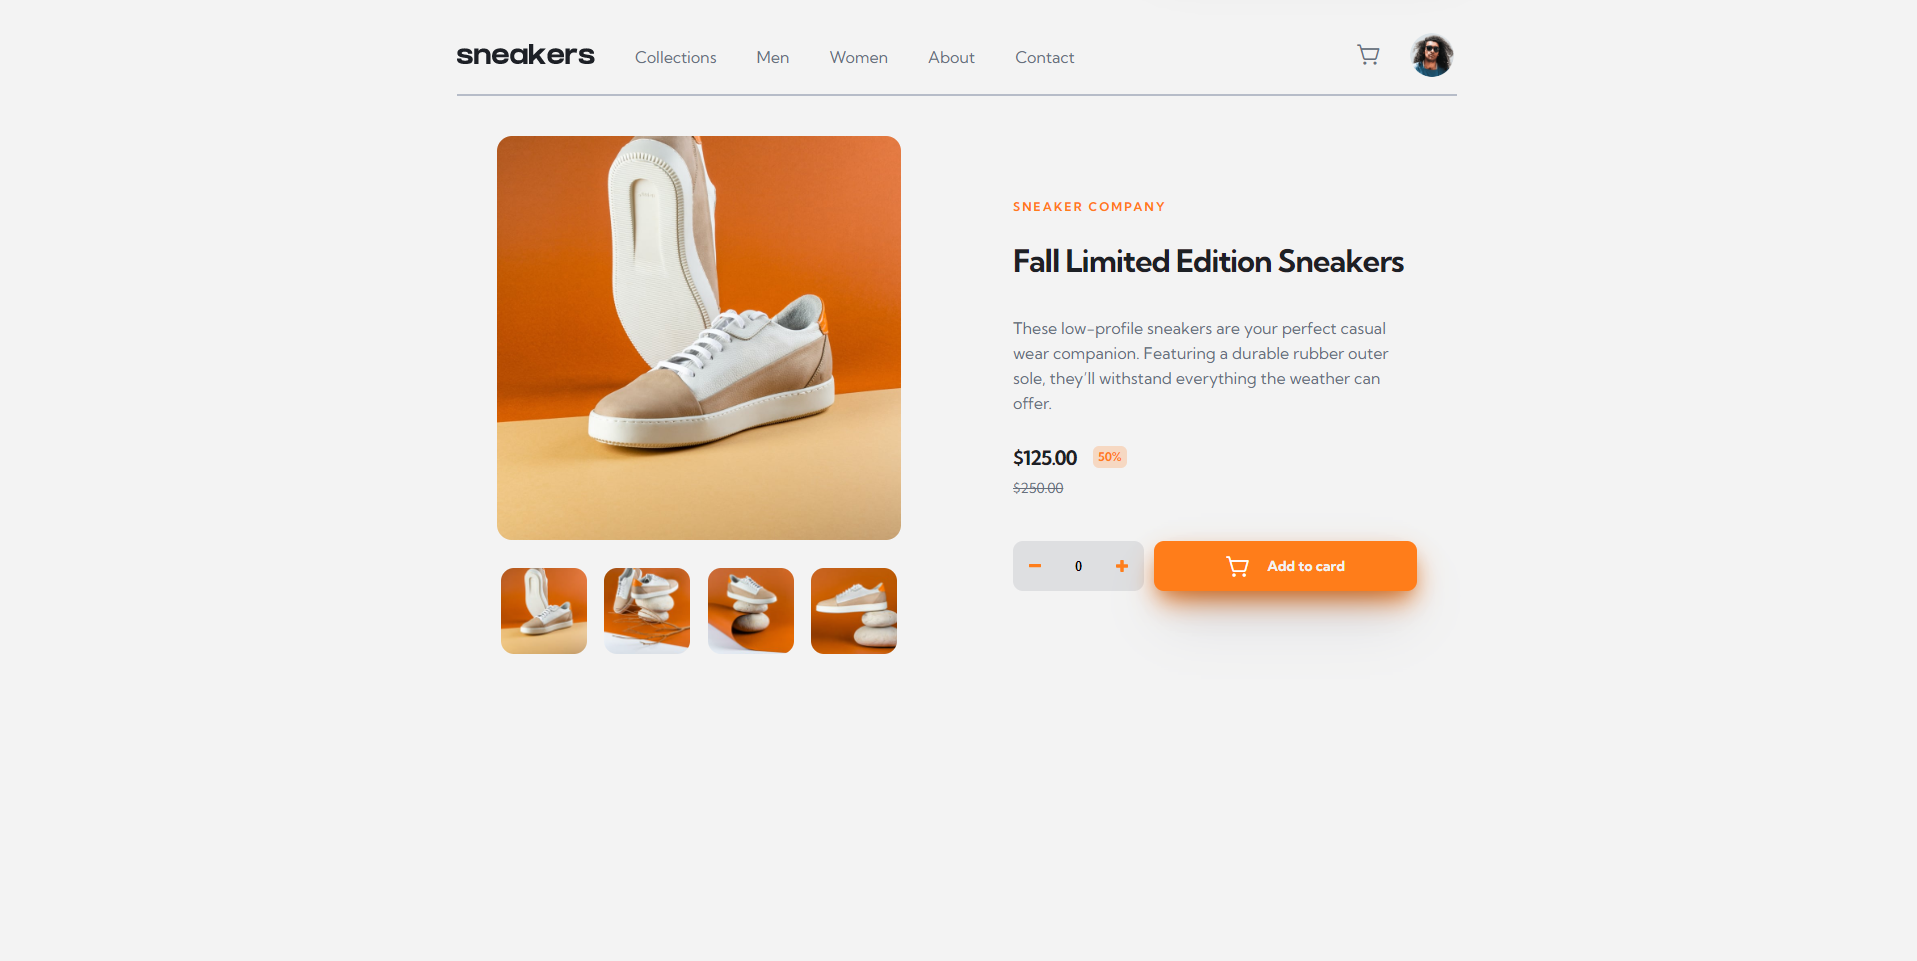 sneakers Collections Men Women About Contact
SNEAKER COMPANY
Fall Limited Edition Sneakers
These low-profile sneakers are your perfect casual
wear companion. Featuring a durable rubber outer
sole, they'll withstand everything the weather can
offer.
$125.00 50%
$250.00
0 Add to card